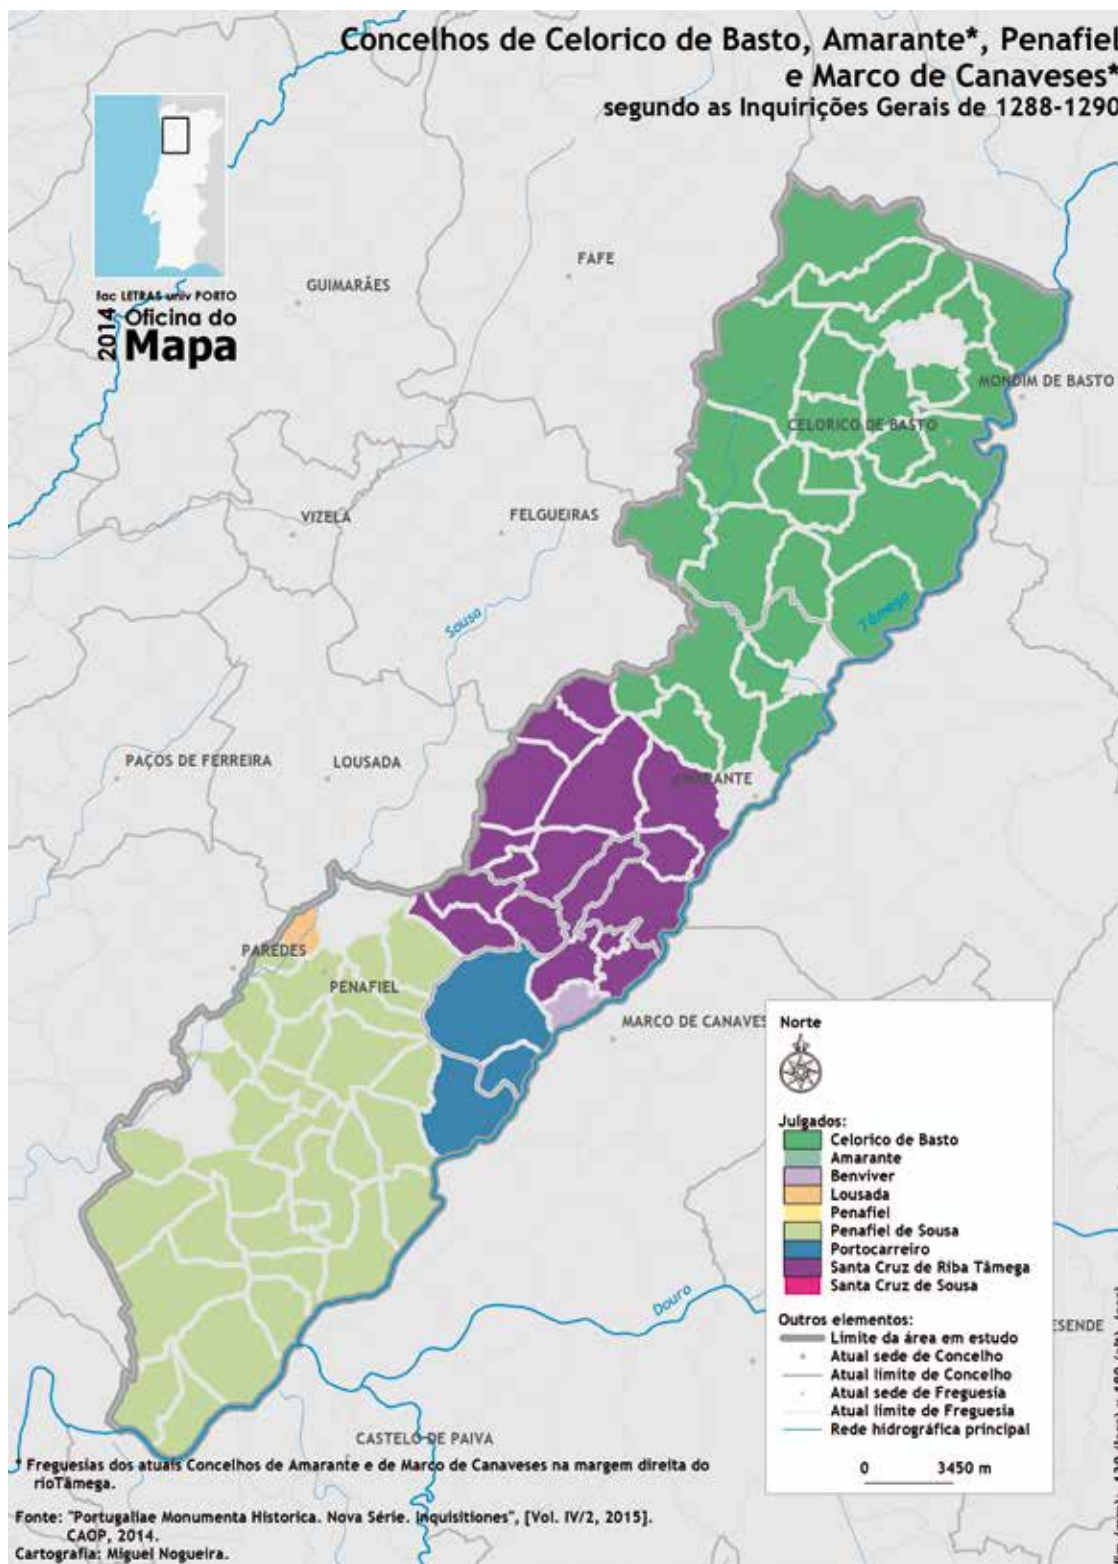 Concelhos de Celorico de Basto, Amarante*, Penafiel
e Marco de Canaveses*
segundo as Inquirições Gerais de 1288-1290
fac LETRAS univ PORTO
2014
Oficina do
Mapa
FAFE
GUIMARÃES
MONDIM DE BASTO
CELORICO DE BASTO
VIZELA
FELGUEIRAS
Sousa
Tâmega
PAÇOS DE FERREIRA
LOUSADA
AMARANTE
PAREDES
PENAFIEL
MARCO DE CANAVES
Norte
Julgados:
Celorico de Basto
Amarante
Benviver
Lousada
Penafiel
Penafiel de Sousa
Portocarreiro
Santa Cruz de Riba Tâmega
Santa Cruz de Sousa
Douro
ESENDE
Outros elementos:
Limite da área em estudo
Atual sede de Concelho
Atual limite de Concelho
Atual sede de Freguesia
Atual limite de Freguesia
Rede hidrográfica principal
0 3450 m
CASTELO DE PAIVA
* Freguesias dos atuais Concelhos de Amarante e de Marco de Canaveses na margem direita do
rioTâmega.
Fonte: "Portugaliae Monumenta Historica. Nova Série. Inquisitiones", [Vol. IV/2, 2015].
CAOP, 2014.
Cartografia: Miguel Nogueira.